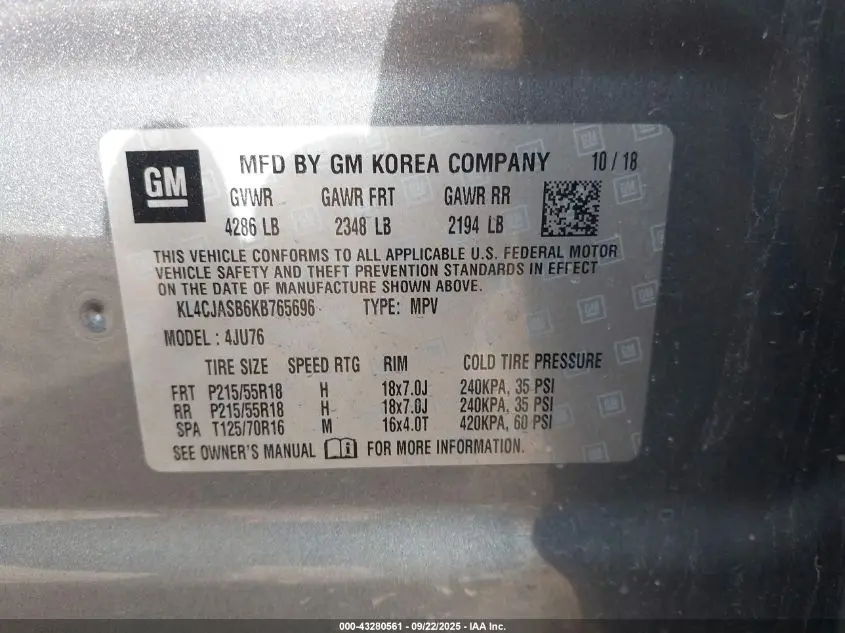 GM MFD BY GM KOREA COMPANY 10/18
GVWR GAWR FRT GAWR RR
4286 LB 2348 LB 2194 LB
THIS VEHICLE CONFORMS TO ALL APPLICABLE U.S. FEDERAL MOTOR
VEHICLE SAFETY AND THEFT PREVENTION STANDARDS IN EFFECT
ON THE DATE OF MANUFACTURE SHOWN ABOVE.
KL4CJASB6KB765696 TYPE: MPV
MODEL : 4JU76
TIRE SIZE SPEED RTG RIM COLD TIRE PRESSURE
FRT P215/55R18 H 18x7.0J 240KPA, 35 PSI
RR P215/55R18 H 18x7.0J 240KPA, 35 PSI
SPA T125/70R16 M 16x4.0T 420KPA, 60 PSI
SEE OWNER'S MANUAL FOR MORE INFORMATION.
000-43280561 - 09/22/2025 - IAA Inc.